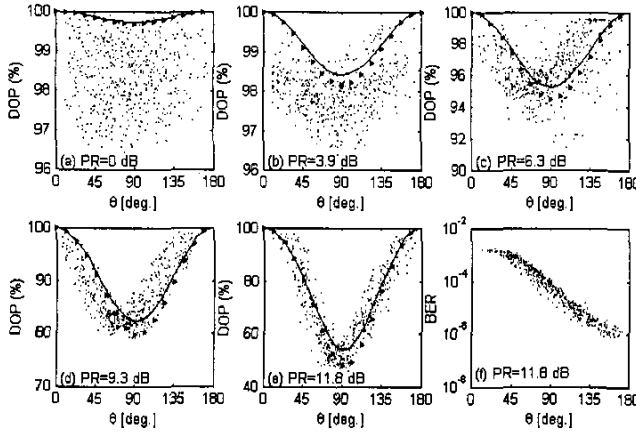 100
99
98
97
96
DOP (%)
(a) PR=0 dB
0 45 90 135 180
θ [deg.]
100
99
98
97
96
DOP (%)
(b) PR=3.9 dB
0 45 90 135 180
θ [deg.]
100
98
96
94
92
90
DOP (%)
(c) PR=6.3 dB
0 45 90 135 180
θ [deg.]
100
90
80
70
DOP (%)
(d) PR=9.3 dB
0 45 90 135 180
θ [deg.]
100
80
60
40
DOP (%)
(e) PR=11.8 dB
0 45 90 135 180
θ [deg.]
10⁻²
10⁻⁴
10⁻⁶
10⁻⁸
BER
(f) PR=11.8 dB
0 45 90 135 180
θ [deg.]